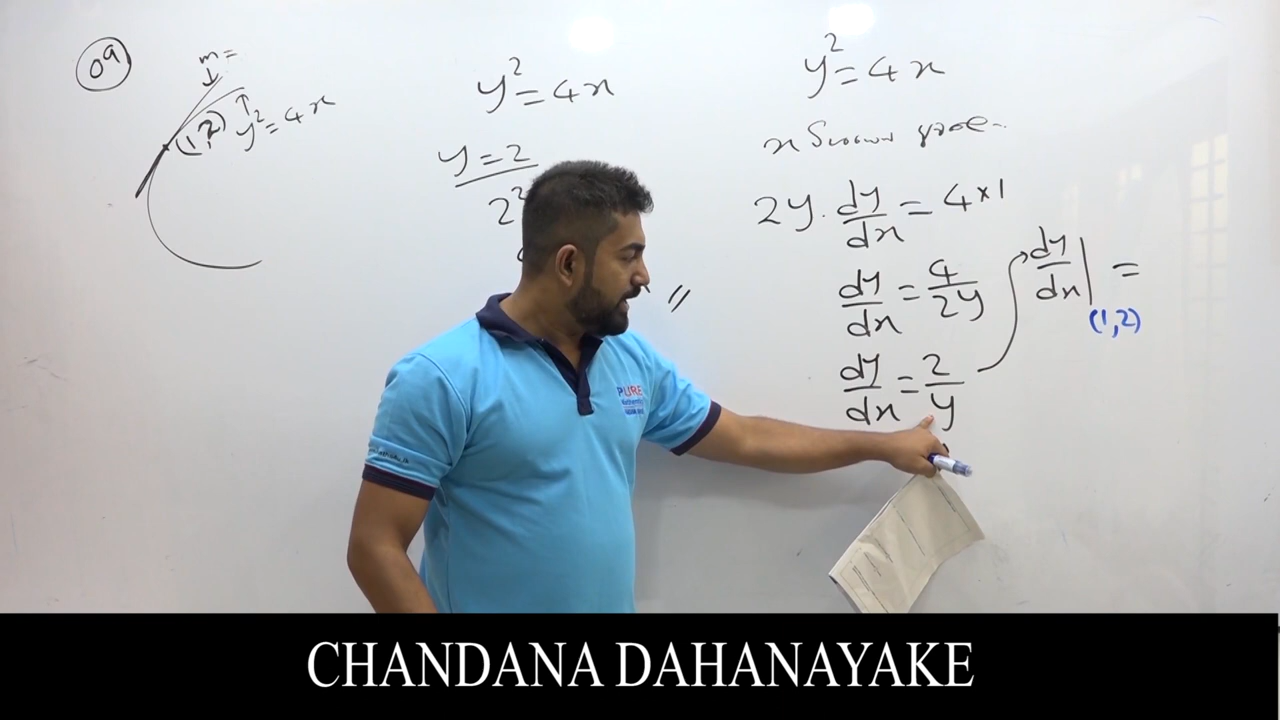 09
m =
(1,2) y² = 4x
y² = 4x
y = 2
2²
y² = 4x
2y. dy/dx = 4 × 1
dy/dx = 4/2y
dy/dx = 2/y
dy/dx| =
(1,2)
PURE
CHANDANA DAHANAYAKE